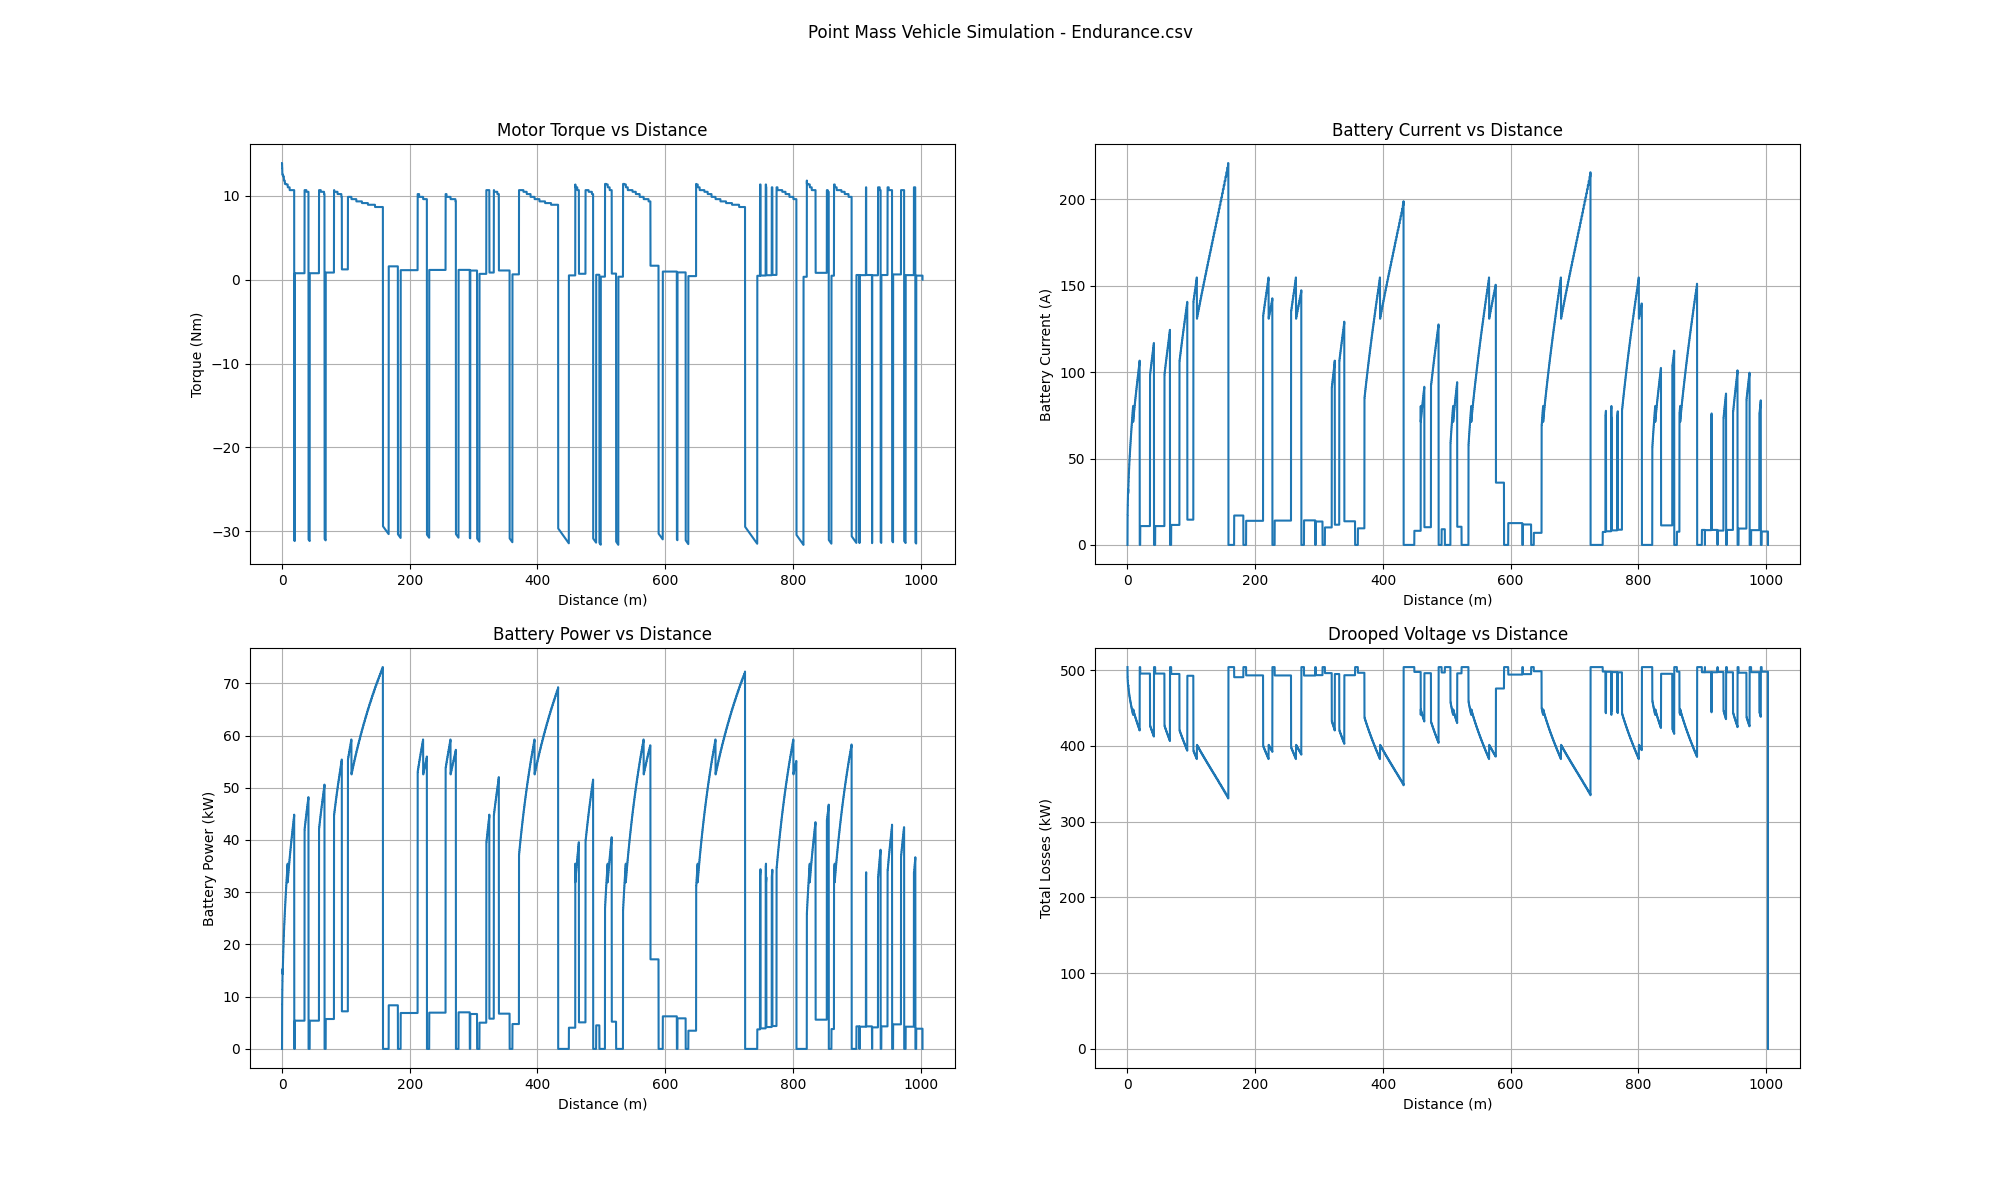 Point Mass Vehicle Simulation - Endurance.csv
Motor Torque vs Distance
Torque (Nm)
10
0
−10
−20
−30
0 200 400 600 800 1000
Distance (m)
Battery Current vs Distance
Battery Current (A)
200
150
100
50
0
0 200 400 600 800 1000
Distance (m)
Battery Power vs Distance
Battery Power (kW)
70
60
50
40
30
20
10
0
0 200 400 600 800 1000
Distance (m)
Drooped Voltage vs Distance
Total Losses (kW)
500
400
300
200
100
0
0 200 400 600 800 1000
Distance (m)